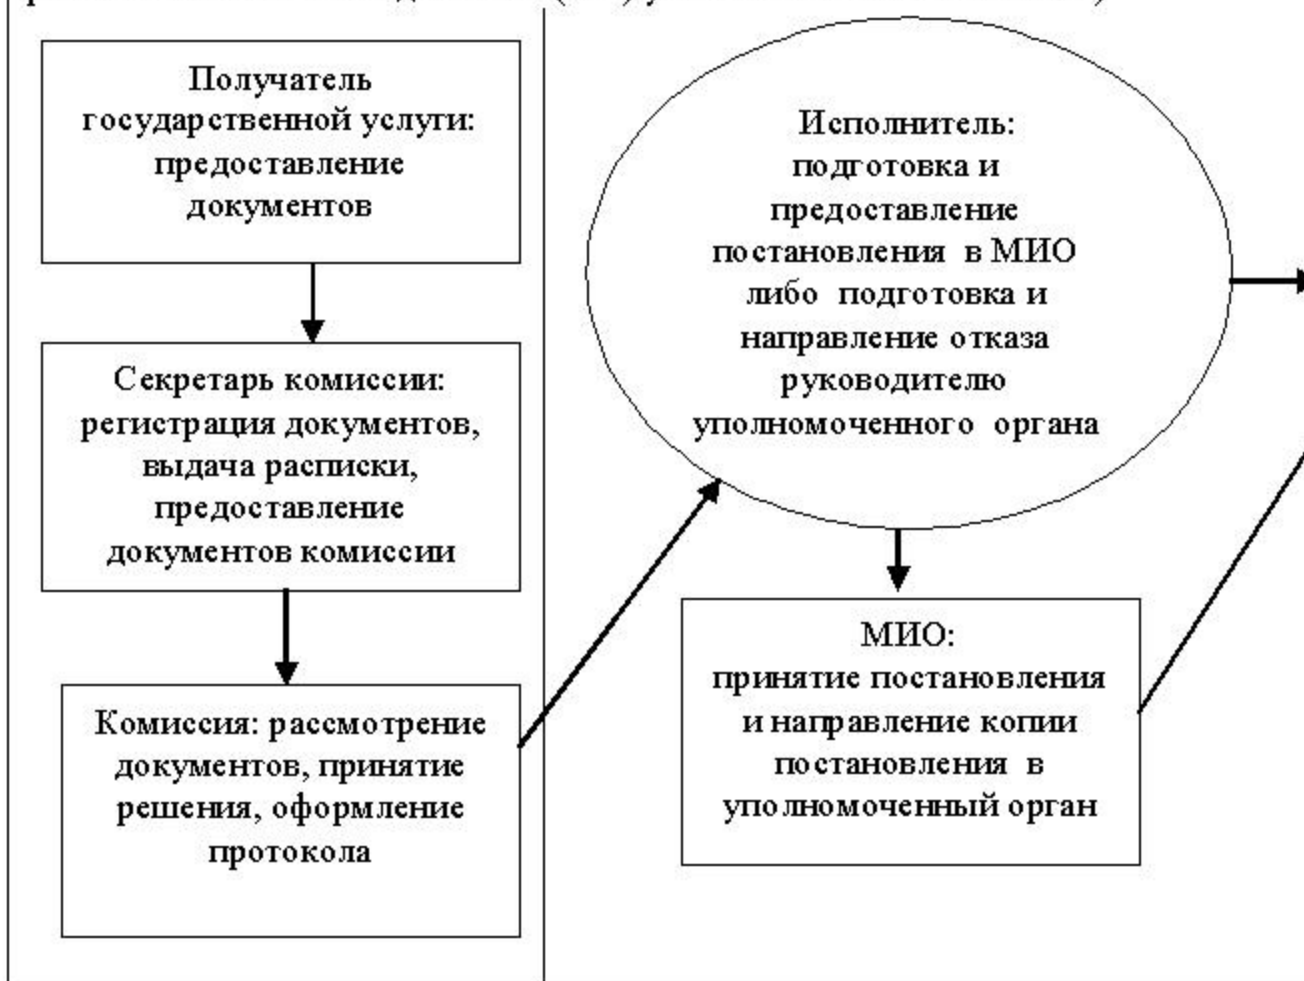 Получатель
государственной услуги:
предоставление
документов
Секретарь комиссии:
регистрация документов,
выдача расписки,
предоставление
документов комиссии
Комиссия: рассмотрение
документов, принятие
решения, оформление
протокола
Исполнитель:
подготовка и
предоставление
постановления в МИО
либо подготовка и
направление отказа
руководителю
уполномоченного органа
МИО:
принятие постановления
и направление копии
постановления в
уполномоченный орган